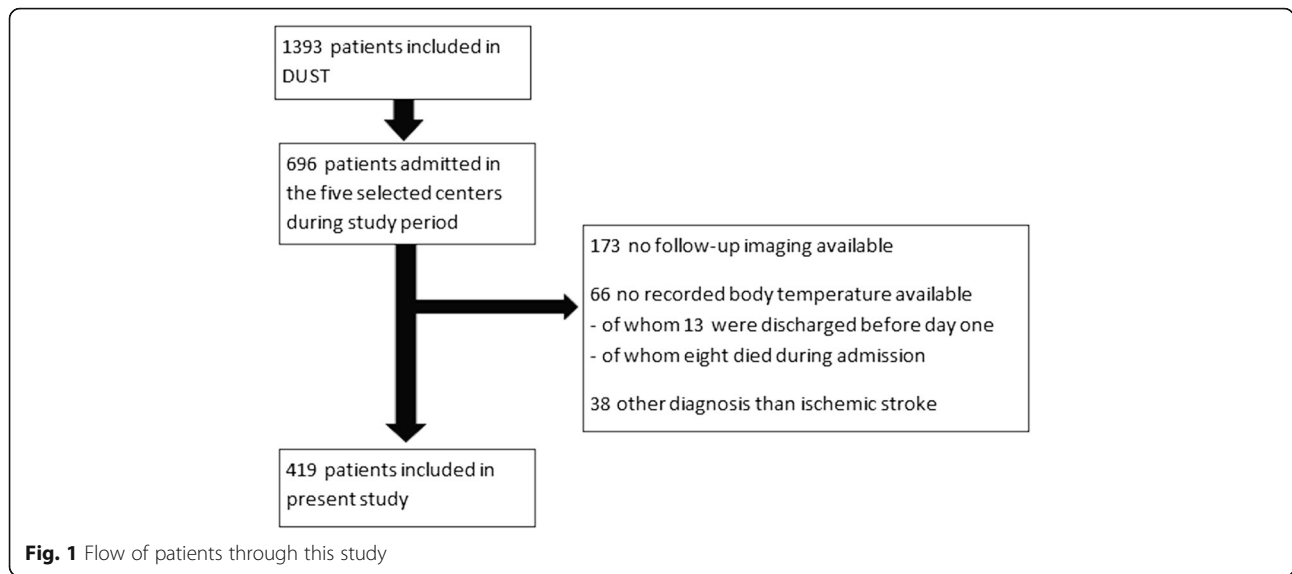 1393 patients included in
DUST
696 patients admitted in
the five selected centers
during study period
173 no follow-up imaging available
66 no recorded body temperature available
- of whom 13 were discharged before day one
- of whom eight died during admission
38 other diagnosis than ischemic stroke
419 patients included in
present study
Fig. 1 Flow of patients through this study